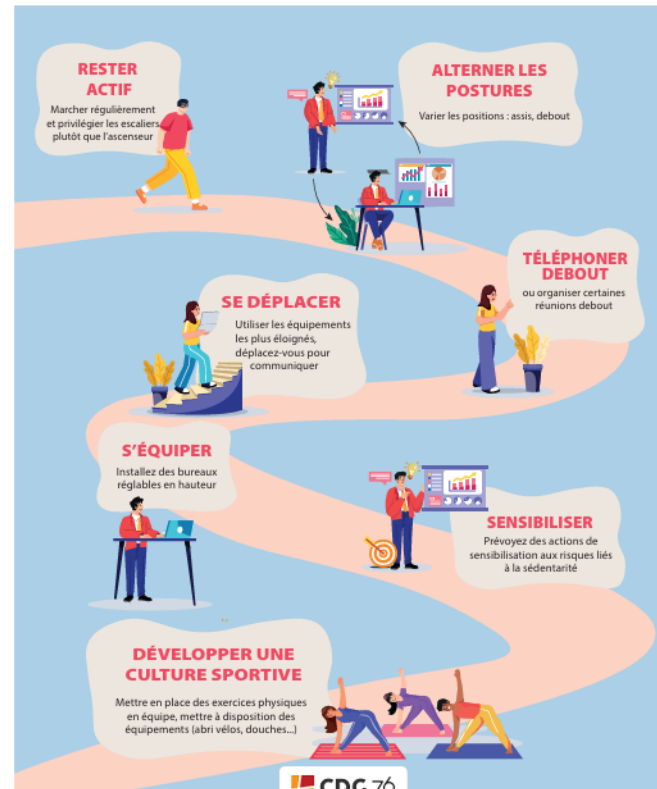 RESTER
ACTIF
Marcher régulièrement
et privilégier les escaliers
plutôt que l'ascenseur
ALTERNER LES
POSTURES
Varier les positions : assis, debout
TÉLÉPHONER
DEBOUT
ou organiser certaines
réunions debout
SE DÉPLACER
Utiliser les équipements
les plus éloignés,
déplacez-vous pour
communiquer
S'ÉQUIPER
Installez des bureaux
réglables en hauteur
SENSIBILISER
Prévoyez des actions de
sensibilisation aux risques liés
à la sédentarité
DÉVELOPPER UNE
CULTURE SPORTIVE
Mettre en place des exercices physiques
en équipe, mettre à disposition des
équipements (abri vélos, douches...)
CDG 76